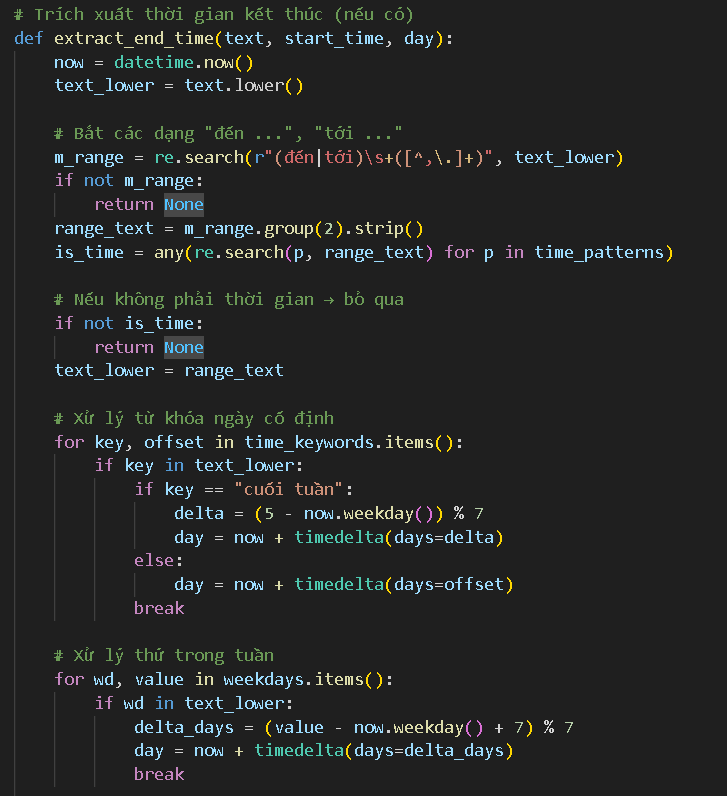 # Trích xuất thời gian kết thúc (nếu có)
def extract_end_time(text, start_time, day):
    now = datetime.now()
    text_lower = text.lower()
    # Bắt các dạng "đến ...", "tới ..."
    m_range = re.search(r"(đến|tới)\s+([^,\.]+)", text_lower)
    if not m_range:
        return None
    range_text = m_range.group(2).strip()
    is_time = any(re.search(p, range_text) for p in time_patterns)
    # Nếu không phải thời gian → bỏ qua
    if not is_time:
        return None
    text_lower = range_text
    # Xử lý từ khóa ngày cố định
    for key, offset in time_keywords.items():
        if key in text_lower:
            if key == "cuối tuần":
                delta = (5 - now.weekday()) % 7
                day = now + timedelta(days=delta)
            else:
                day = now + timedelta(days=offset)
            break
    # Xử lý thứ trong tuần
    for wd, value in weekdays.items():
        if wd in text_lower:
            delta_days = (value - now.weekday() + 7) % 7
            day = now + timedelta(days=delta_days)
            break